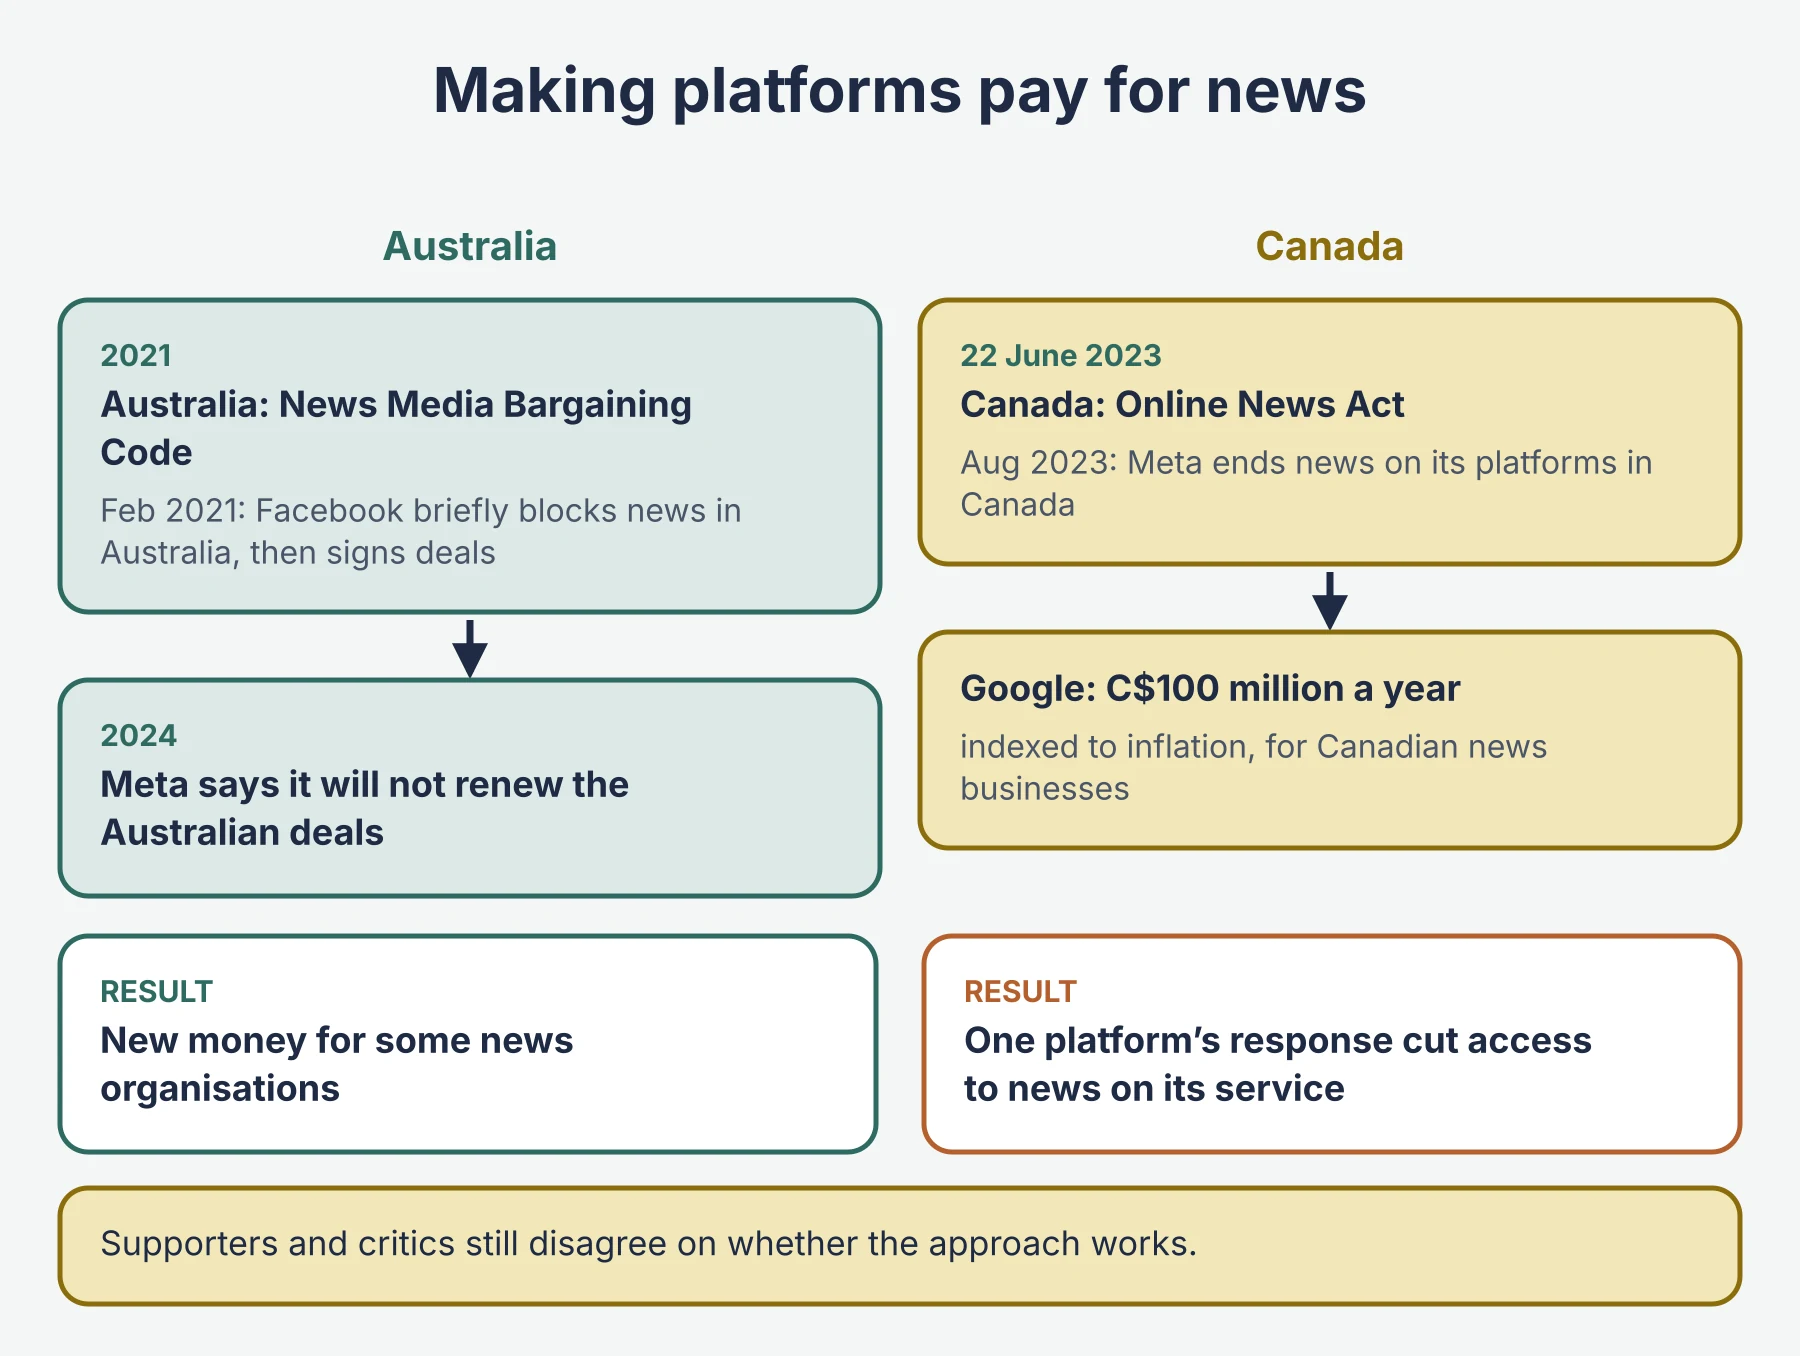 Making platforms pay for news
Australia
2021
Australia: News Media Bargaining
Code
Feb 2021: Facebook briefly blocks news in
Australia, then signs deals
2024
Meta says it will not renew the
Australian deals
RESULT
New money for some news
organisations
Canada
22 June 2023
Canada: Online News Act
Aug 2023: Meta ends news on its platforms in
Canada
Google: C$100 million a year
indexed to inflation, for Canadian news
businesses
RESULT
One platform’s response cut access
to news on its service
Supporters and critics still disagree on whether the approach works.